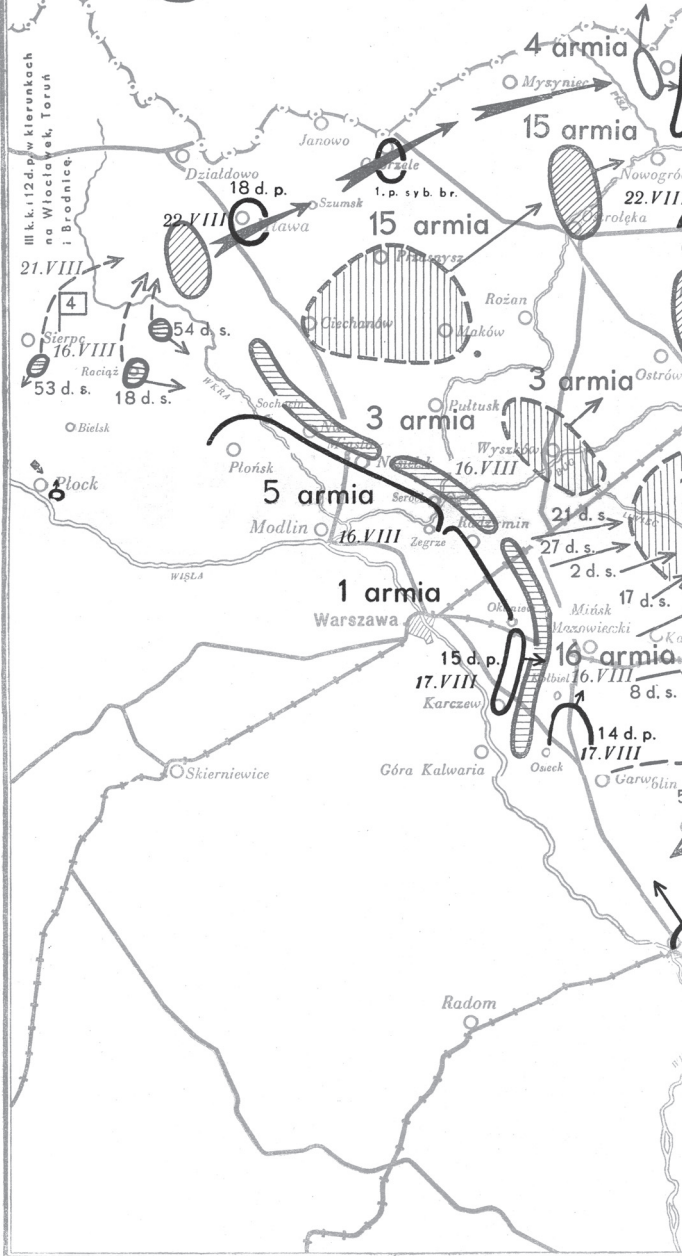 III k.k. i 12 d.p. w kierunkach
na Włocławek, Toruń
i Brodnicę.
4 armia
Myszyniec
15 armia
Janowo
Działdowo
18 d. p.
1. p. syb. br.
Szumsk
22.VIII
22.VIII
15 armia
Przasnysz
21.VIII
4
Rożan
Ciechanów
Maków
Sierpc
16.VIII
54 d. s.
Raciąż
53 d. s.
18 d. s.
WKRA
3 armia
Ostrów
Pułtusk
Bielsk
3 armia
Wyszków
BUG
Płońsk
16.VIII
Płock
5 armia
21 d. s.
Modlin
16.VIII
Zegrze
Radzymin
27 d. s.
2 d. s.
WISŁA
1 armia
17 d. s.
Warszawa
Mińsk
Mazowiecki
15 d. p.
16 armia
17.VIII
Kołbiel
16.VIII
8 d. s.
Karczew
14 d. p.
17.VIII
Góra Kalwaria
Osieck
Garwolin
Skierniewice
Radom